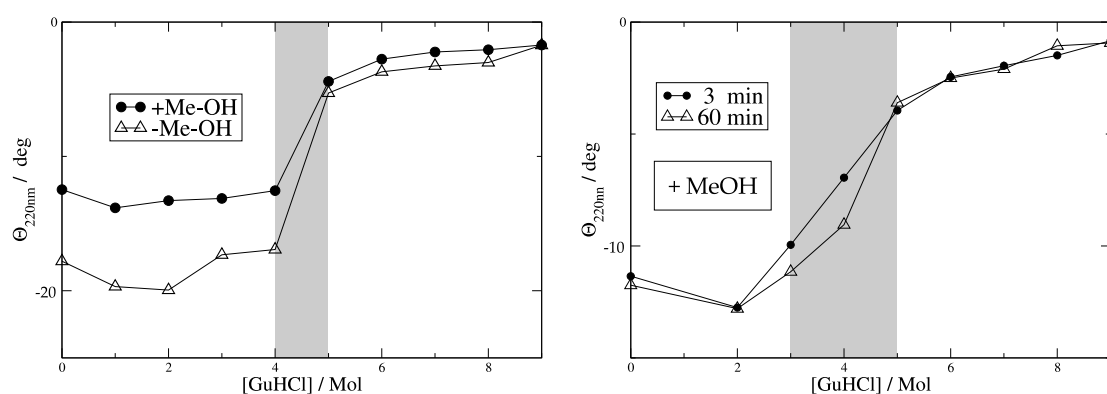 0
+Me-OH
-Me-OH
-20
Θ220nm / deg
0 2 4 6 8
[GuHCl] / Mol
0
3 min
60 min
+ MeOH
-10
Θ220nm / deg
0 2 4 6 8
[GuHCl] / Mol